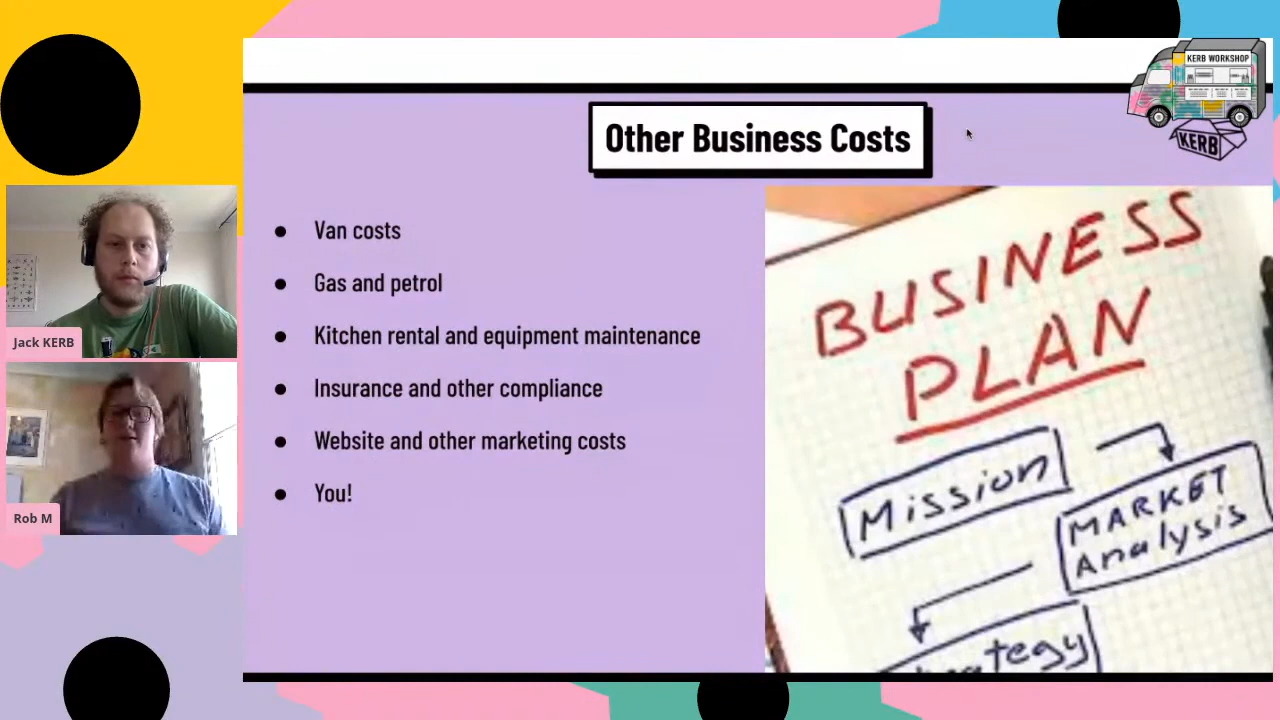 KERB WORKSHOP
KERB
Other Business Costs
Van costs
Gas and petrol
Kitchen rental and equipment maintenance
Insurance and other compliance
Website and other marketing costs
You!
BUSINESS
PLAN
Mission
MARKET
Analysis
Jack KERB
Rob M